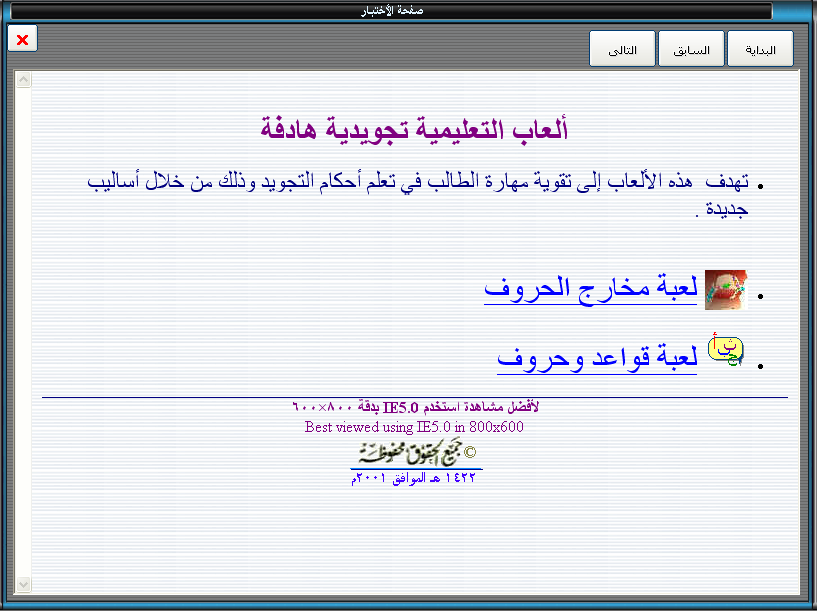 صفحة الأختبار
البداية
السابق
التالى
ألعاب التعليمية تجويدية هادفة
تهدف هذه الألعاب إلى تقوية مهارة الطالب في تعلم أحكام التجويد وذلك من خلال أساليب
جديدة .
لعبة مخارج الحروف
لعبة قواعد وحروف
لأفضل مشاهدة استخدم IE5.0 بدقة ٨٠٠×٦٠٠
Best viewed using IE5.0 in 800x600
© جميع الحقوق محفوظة
١٤٢٢ هـ الموافق ٢٠٠١م